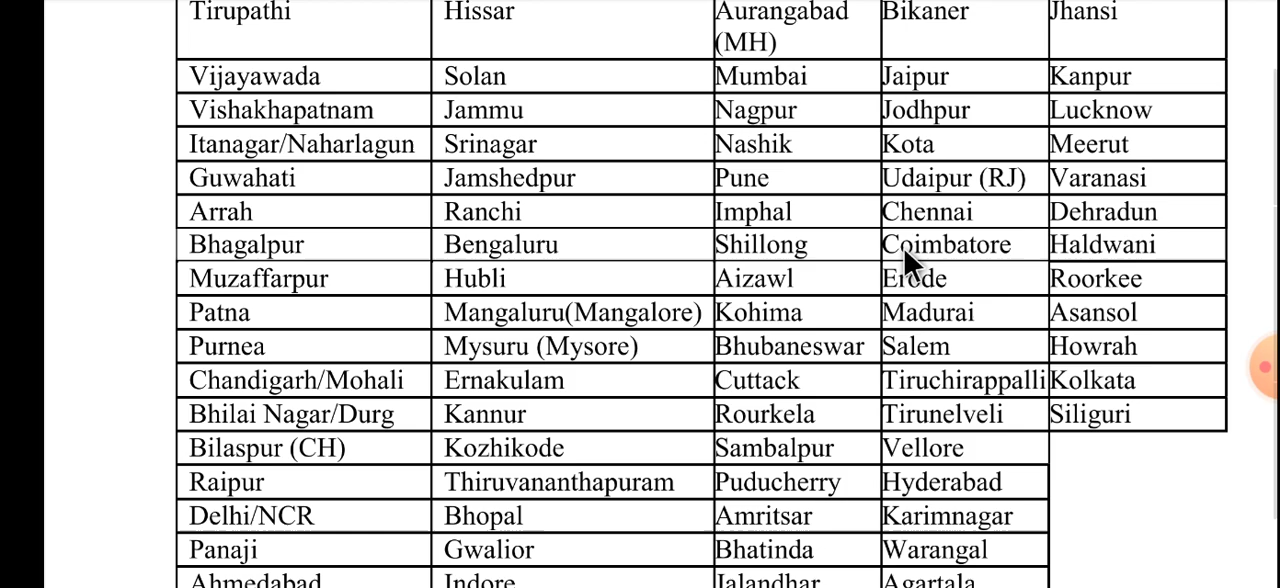 Tirupathi Hissar Aurangabad (MH) Bikaner Jhansi
Vijayawada Solan Mumbai Jaipur Kanpur
Vishakhapatnam Jammu Nagpur Jodhpur Lucknow
Itanagar/Naharlagun Srinagar Nashik Kota Meerut
Guwahati Jamshedpur Pune Udaipur (RJ) Varanasi
Arrah Ranchi Imphal Chennai Dehradun
Bhagalpur Bengaluru Shillong Coimbatore Haldwani
Muzaffarpur Hubli Aizawl Erode Roorkee
Patna Mangaluru(Mangalore) Kohima Madurai Asansol
Purnea Mysuru (Mysore) Bhubaneswar Salem Howrah
Chandigarh/Mohali Ernakulam Cuttack Tiruchirappalli Kolkata
Bhilai Nagar/Durg Kannur Rourkela Tirunelveli Siliguri
Bilaspur (CH) Kozhikode Sambalpur Vellore
Raipur Thiruvananthapuram Puducherry Hyderabad
Delhi/NCR Bhopal Amritsar Karimnagar
Panaji Gwalior Bhatinda Warangal
Ahmedabad Indore Jalandhar Agartala